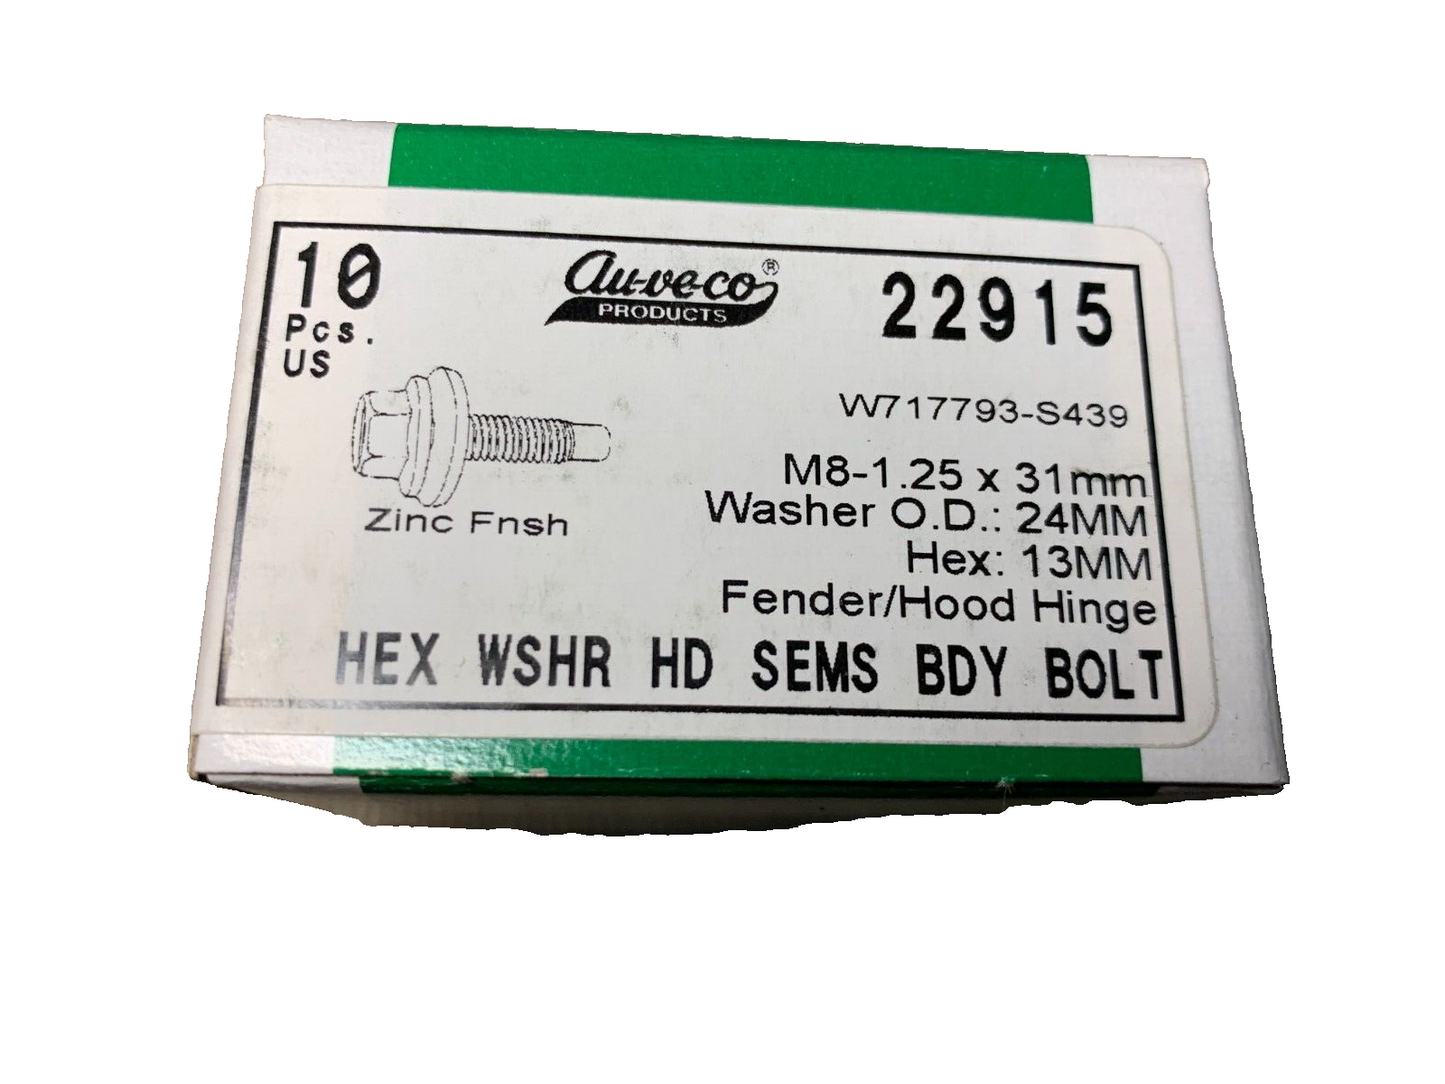 10
Pcs.
US
au-ve-co®
PRODUCTS
22915
W717793-S439
M8-1.25 x 31mm
Washer O.D.: 24MM
Hex: 13MM
Fender/Hood Hinge
Zinc Fnsh
HEX WSHR HD SEMS BDY BOLT